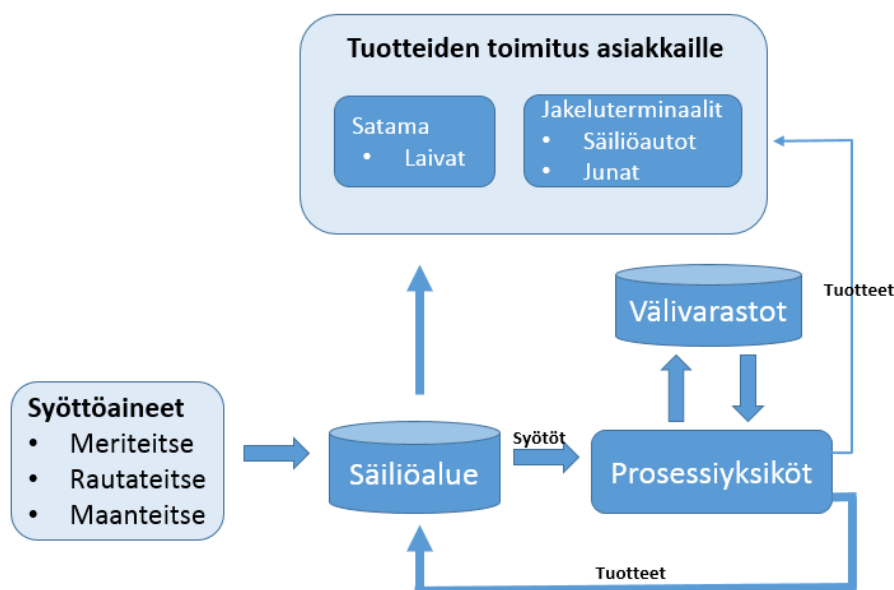 Tuotteiden toimitus asiakkaille
Satama
• Laivat
Jakeluterminaalit
• Säiliöautot
• Junat
Tuotteet
Välivarastot
Syöttöaineet
• Meriteitse
• Rautateitse
• Maanteitse
Säiliöalue
Syötöt
Prosessiyksiköt
Tuotteet